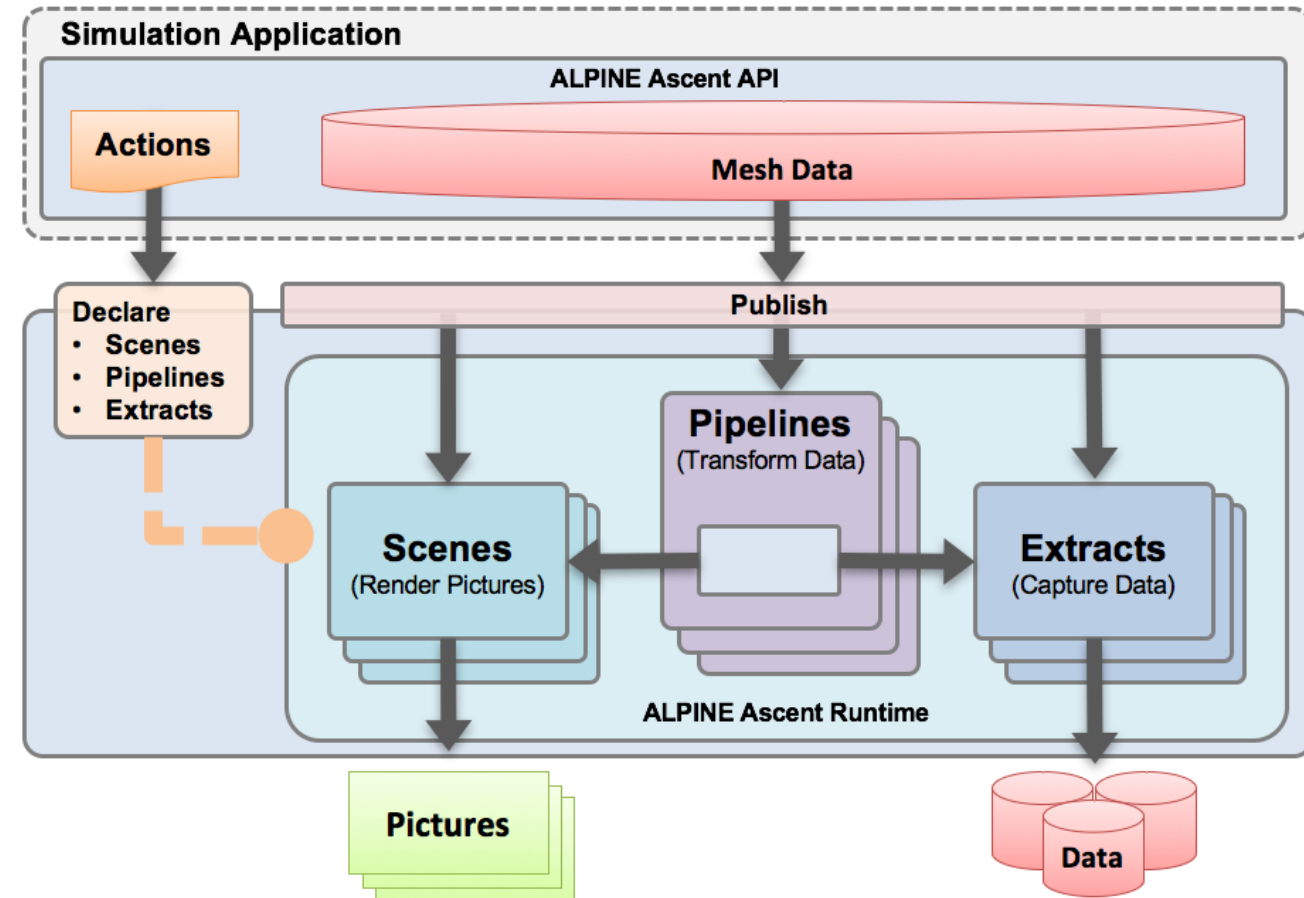 Simulation Application
ALPINE Ascent API
Actions
Mesh Data
Declare
• Scenes
• Pipelines
• Extracts
Publish
Pipelines
(Transform Data)
Scenes
(Render Pictures)
Extracts
(Capture Data)
ALPINE Ascent Runtime
Pictures
Data